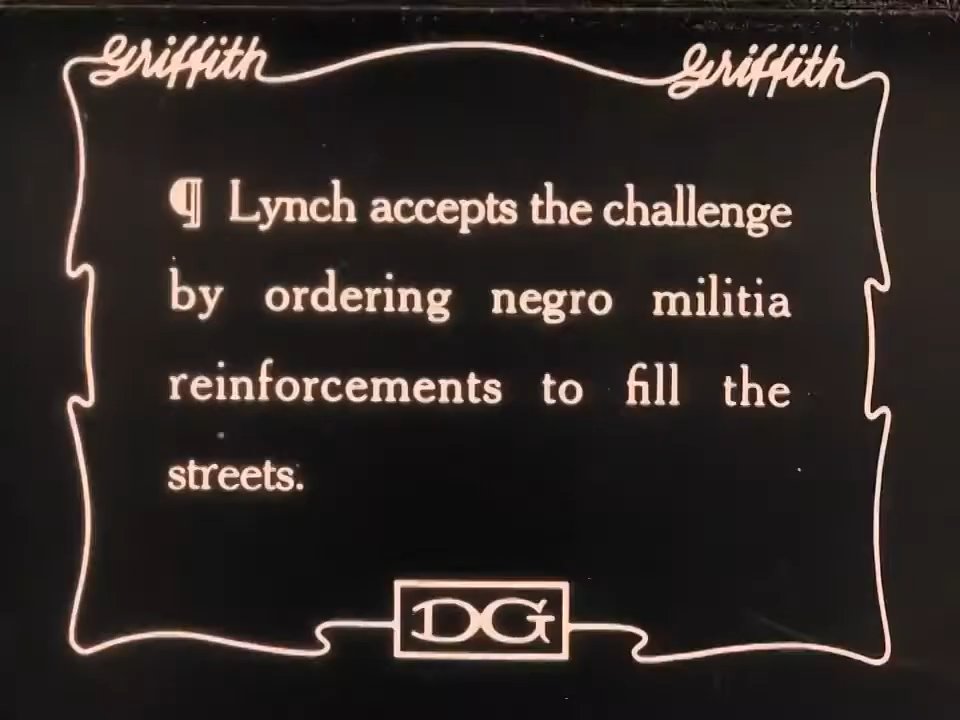 Griffith Griffith
¶ Lynch accepts the challenge
by ordering negro militia
reinforcements to fill the
streets.
DG